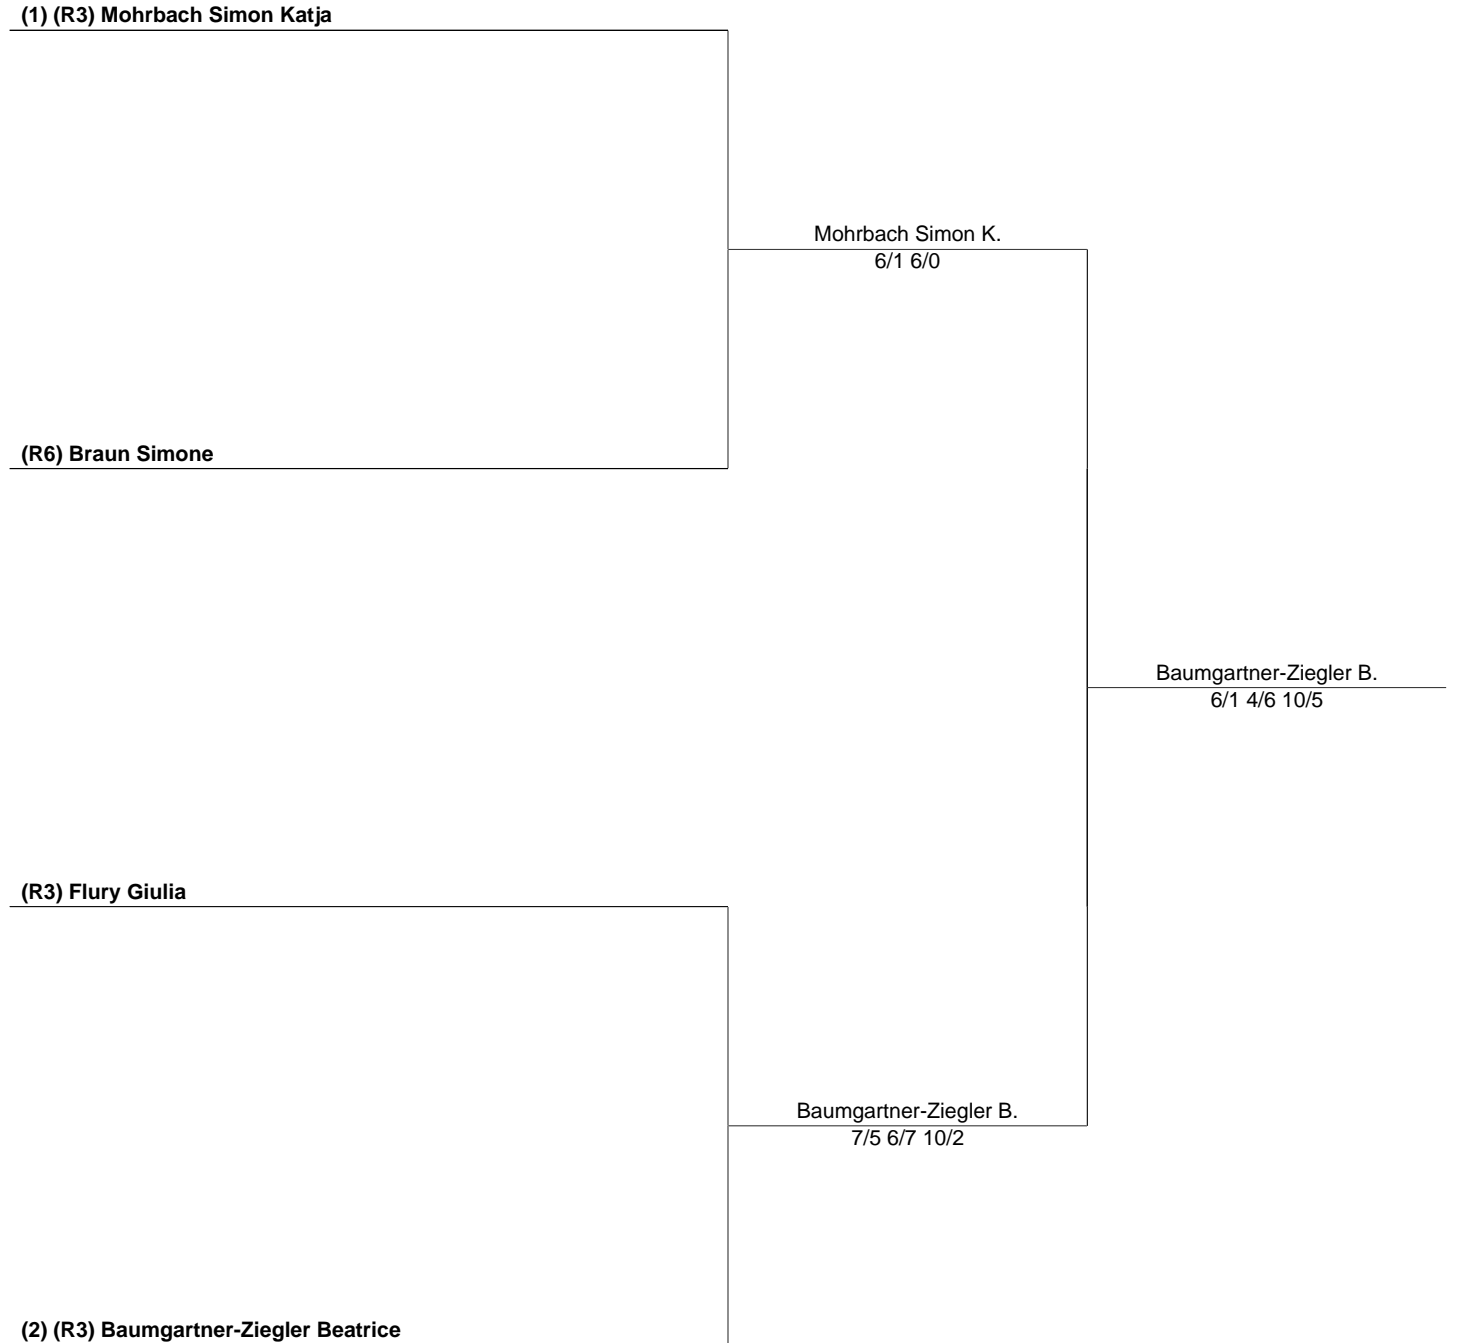 (1) (R3) Mohrbach Simon Katja
Mohrbach Simon K.
6/1 6/0
(R6) Braun Simone
Baumgartner-Ziegler B.
6/1 4/6 10/5
(R3) Flury Giulia
Baumgartner-Ziegler B.
7/5 6/7 10/2
(2) (R3) Baumgartner-Ziegler Beatrice